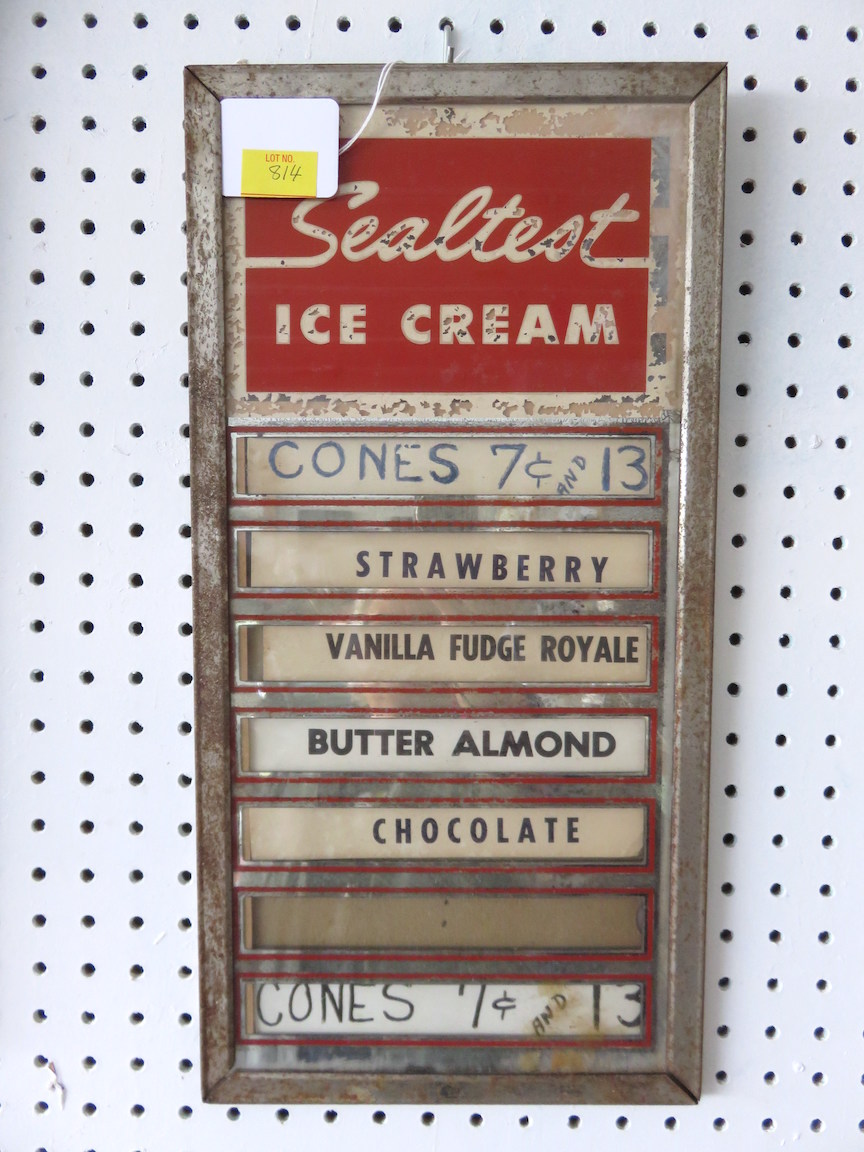 LOT NO.
814
Sealtest
ICE CREAM
CONES 7¢ AND 13
STRAWBERRY
VANILLA FUDGE ROYALE
BUTTER ALMOND
CHOCOLATE
CONES 7¢ AND 13